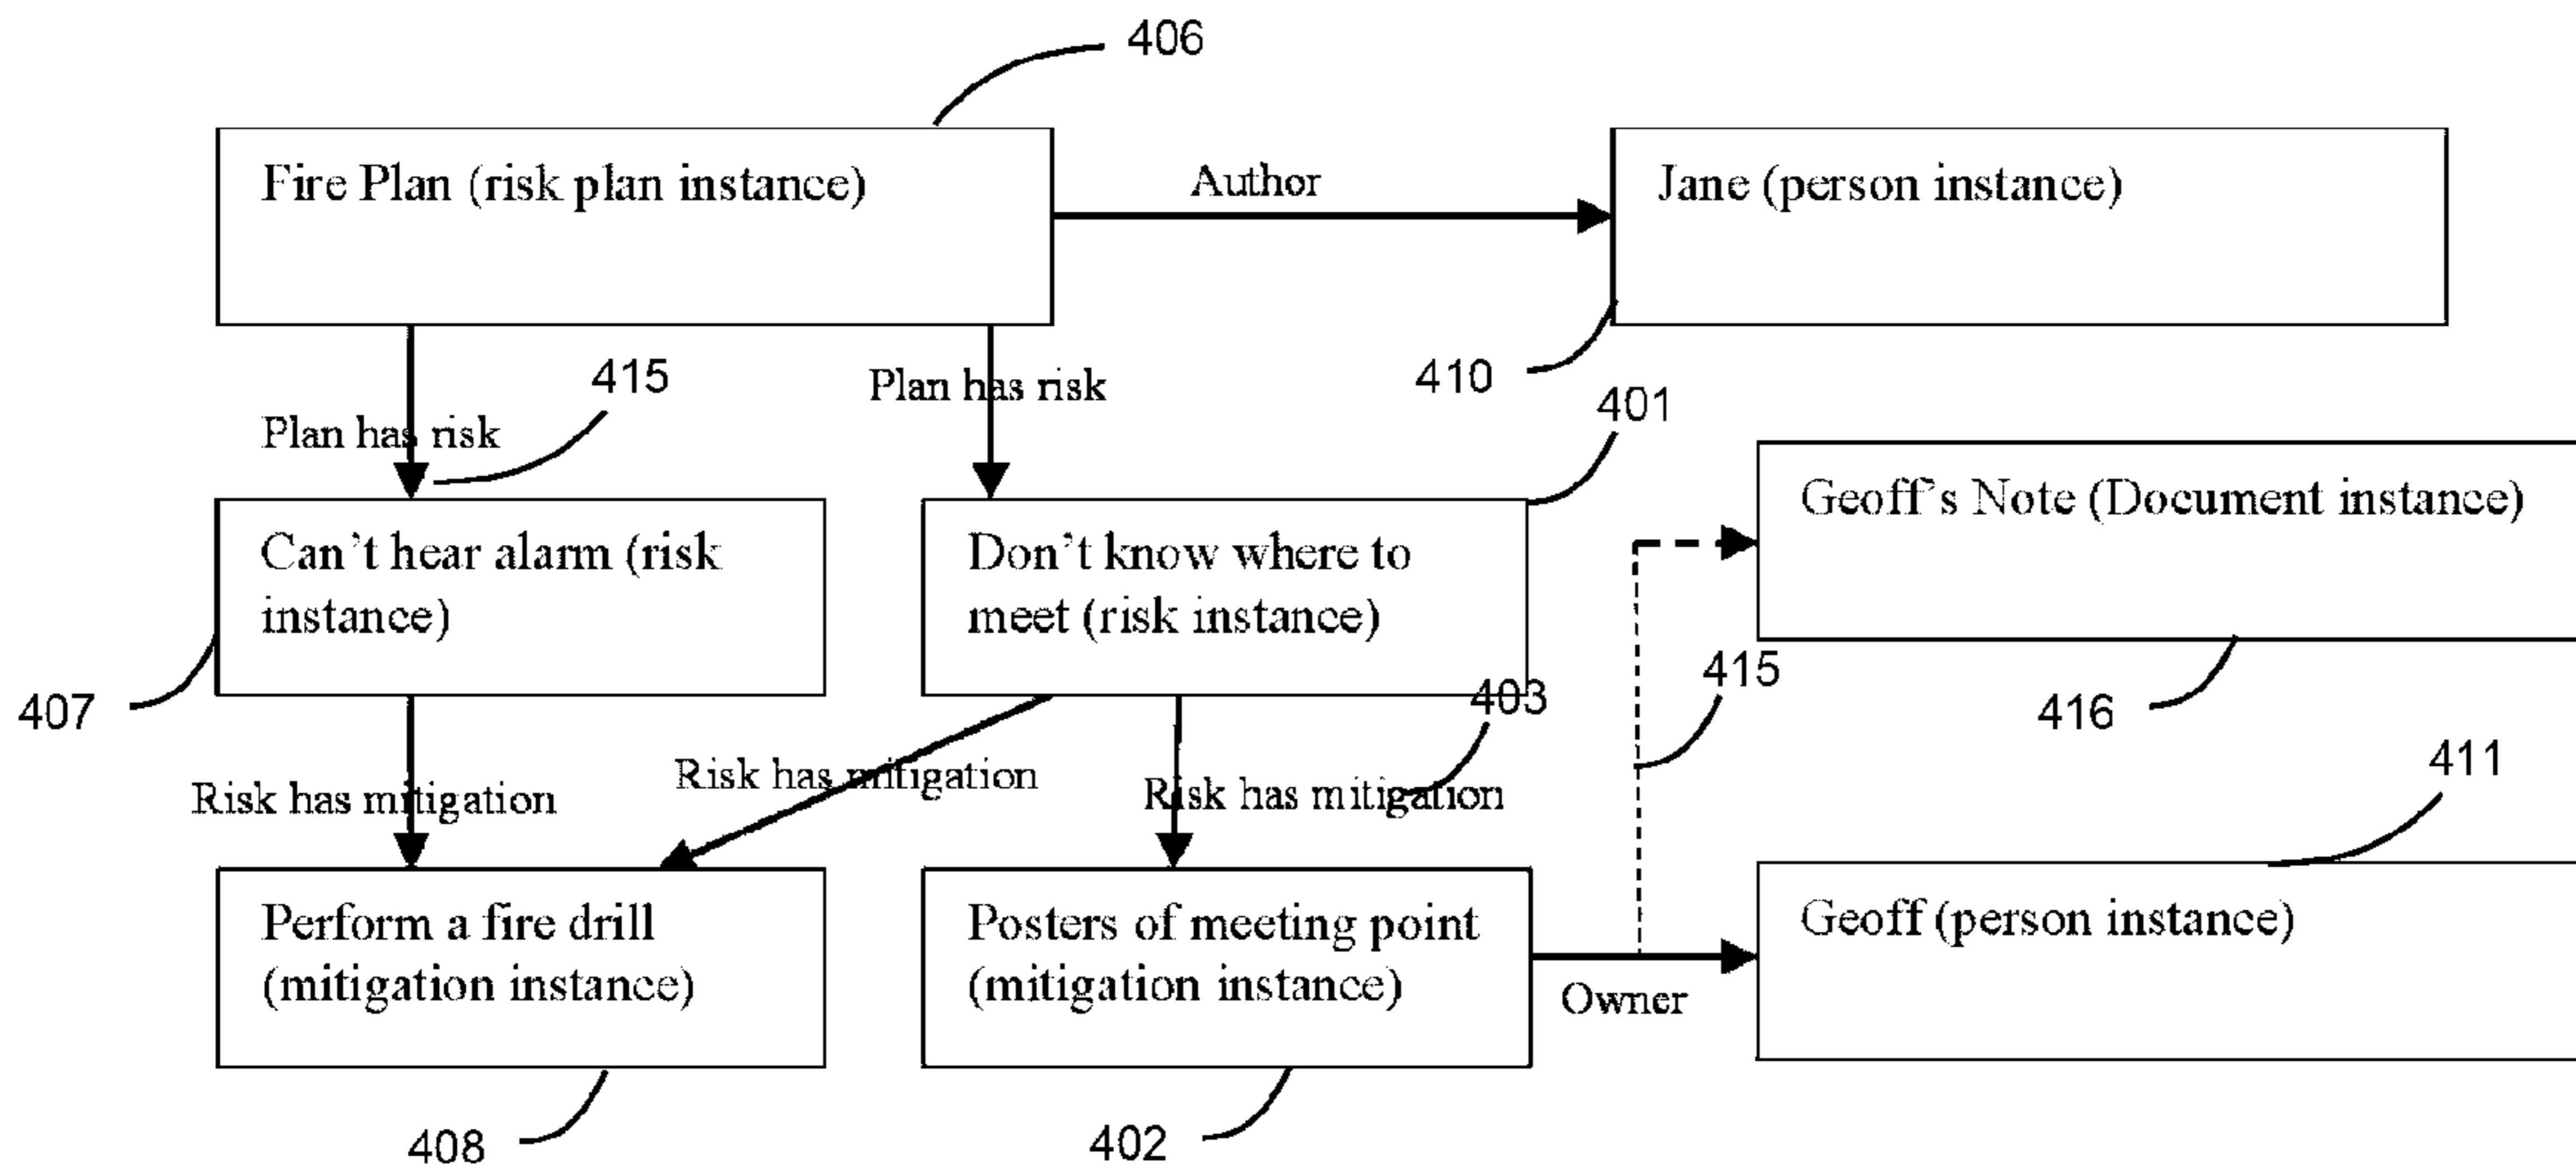 406
Fire Plan (risk plan instance)
Author
Jane (person instance)
415
Plan has risk
Plan has risk
410
401
Can't hear alarm (risk
instance)
Don't know where to
meet (risk instance)
Geoff's Note (Document instance)
407
403
415
416
411
Risk has mitigation
Risk has mitigation
Risk has mitigation
Perform a fire drill
(mitigation instance)
Posters of meeting point
(mitigation instance)
Owner
Geoff (person instance)
408
402